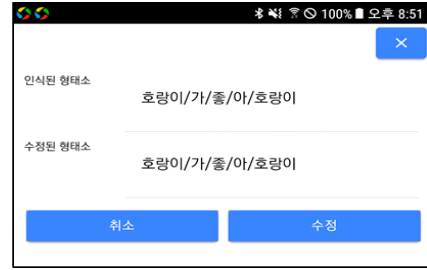 100% 오후 8:51
×
인식된 형태소
호랑이/가/좋/아/호랑이
수정된 형태소
호랑이/가/좋/아/호랑이
취소 수정